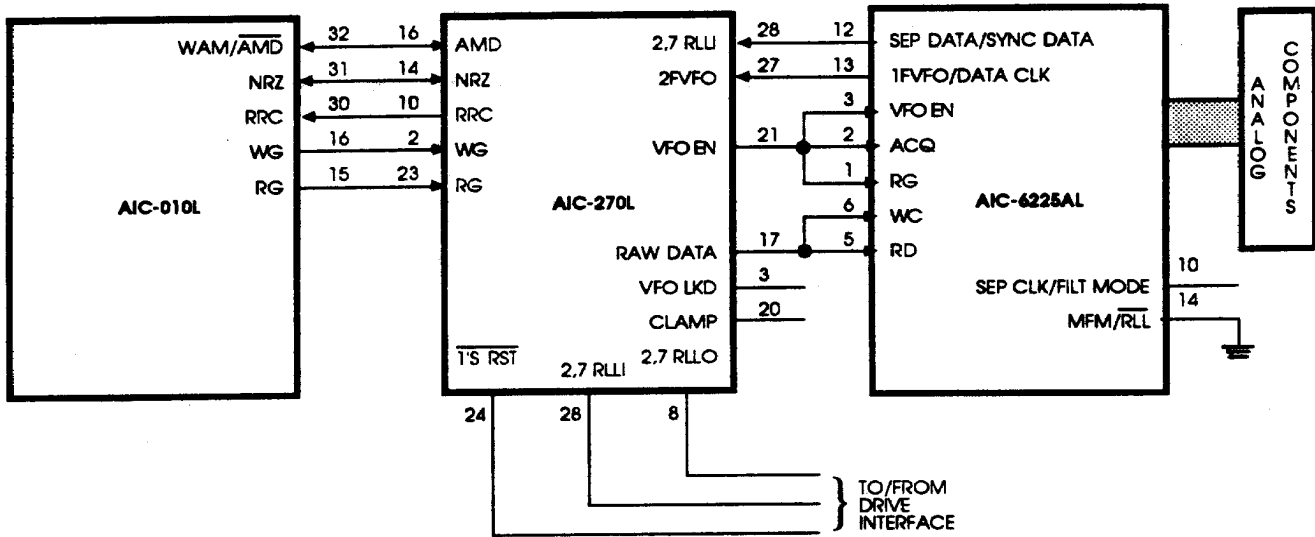 WAM/AMD 32 16 AMD
NRZ 31 14 NRZ
RRC 30 10 RRC
WG 16 2 WG
RG 15 23 RG
AIC-010L
AIC-270L
2,7 RLLI 28 12 SEP DATA/SYNC DATA
2FVFO 27 13 1FVFO/DATA CLK
3 VFO EN
VFO EN 21 2 ACQ
1 RG
AIC-6225AL
6 WC
RAW DATA 17 5 RD
VFO LKD 3
CLAMP 20
SEP CLK/FILT MODE 10
MFM/RLL 14
1'S RST
2,7 RLLI
2,7 RLLO
24 28 8
ANALOG
COMPONENTS
TO/FROM
DRIVE
INTERFACE